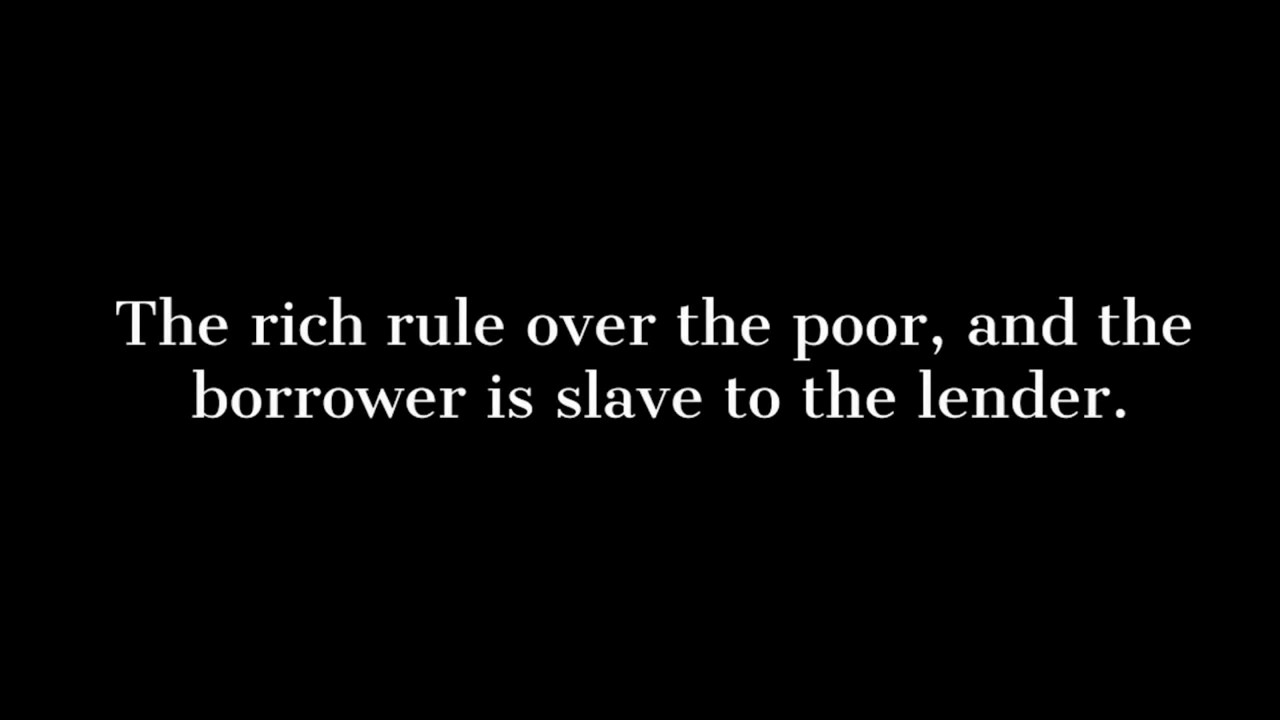 The rich rule over the poor, and the
borrower is slave to the lender.